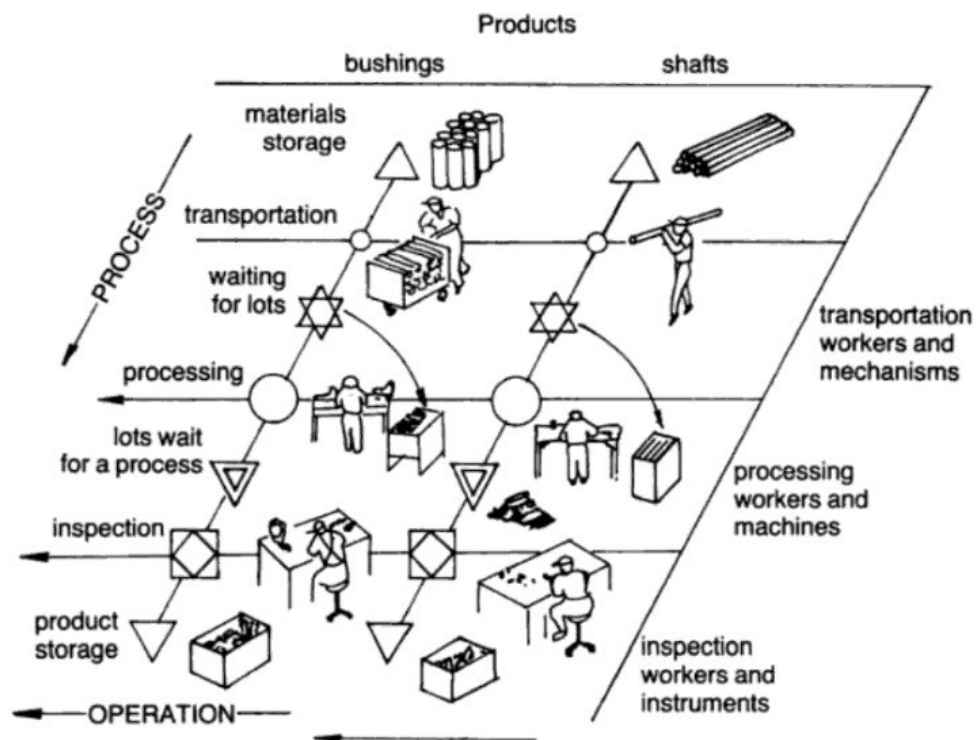 Products
bushings
shafts
materials
storage
transportation
PROCESS
waiting
for lots
transportation
workers and
mechanisms
processing
lots wait
for a process
processing
workers and
machines
inspection
product
storage
inspection
workers and
instruments
OPERATION